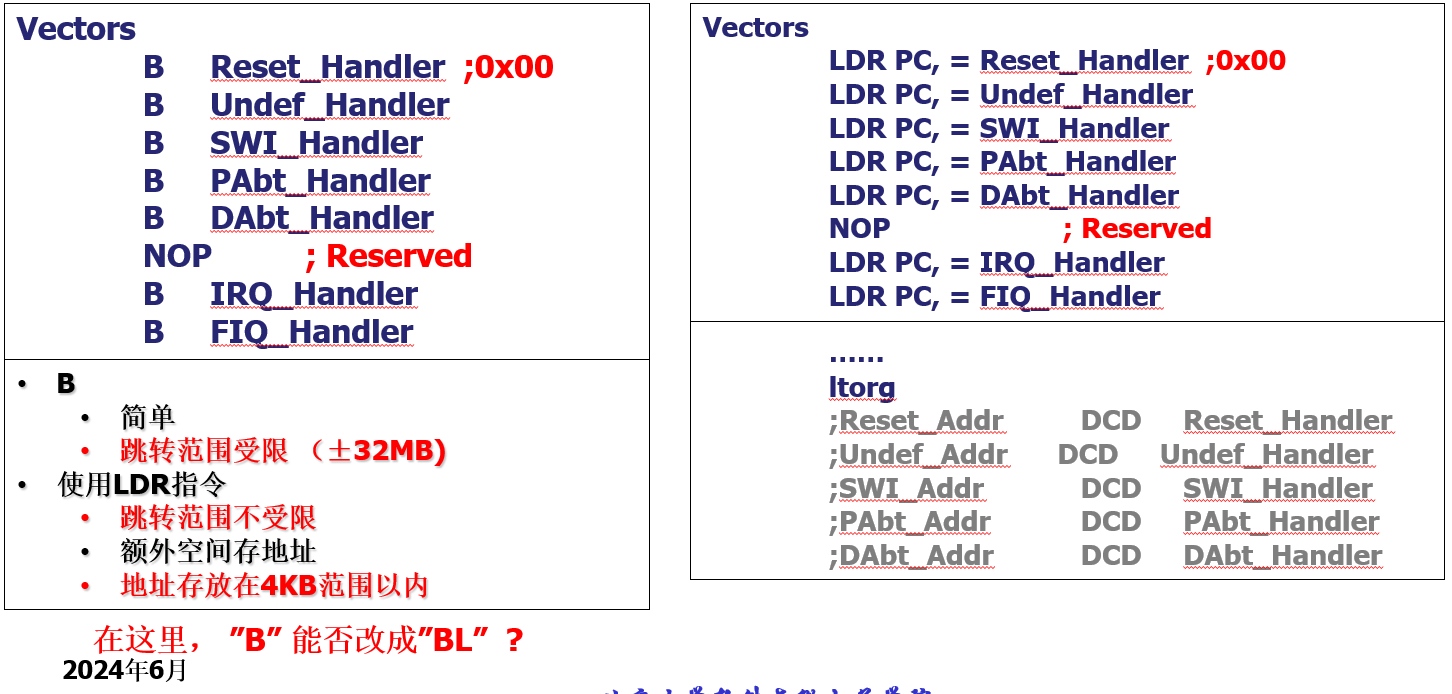 Vectors
B Reset_Handler ;0x00
B Undef_Handler
B SWI_Handler
B PAbt_Handler
B DAbt_Handler
NOP ; Reserved
B IRQ_Handler
B FIQ_Handler
• B
• 简单
• 跳转范围受限 （±32MB)
• 使用LDR指令
• 跳转范围不受限
• 额外空间存地址
• 地址存放在4KB范围以内
在这里， ″B″ 能否改成″BL″ ？
2024年6月
Vectors
LDR PC, = Reset_Handler ;0x00
LDR PC, = Undef_Handler
LDR PC, = SWI_Handler
LDR PC, = PAbt_Handler
LDR PC, = DAbt_Handler
NOP ; Reserved
LDR PC, = IRQ_Handler
LDR PC, = FIQ_Handler
......
ltorg
;Reset_Addr DCD Reset_Handler
;Undef_Addr DCD Undef_Handler
;SWI_Addr DCD SWI_Handler
;PAbt_Addr DCD PAbt_Handler
;DAbt_Addr DCD DAbt_Handler